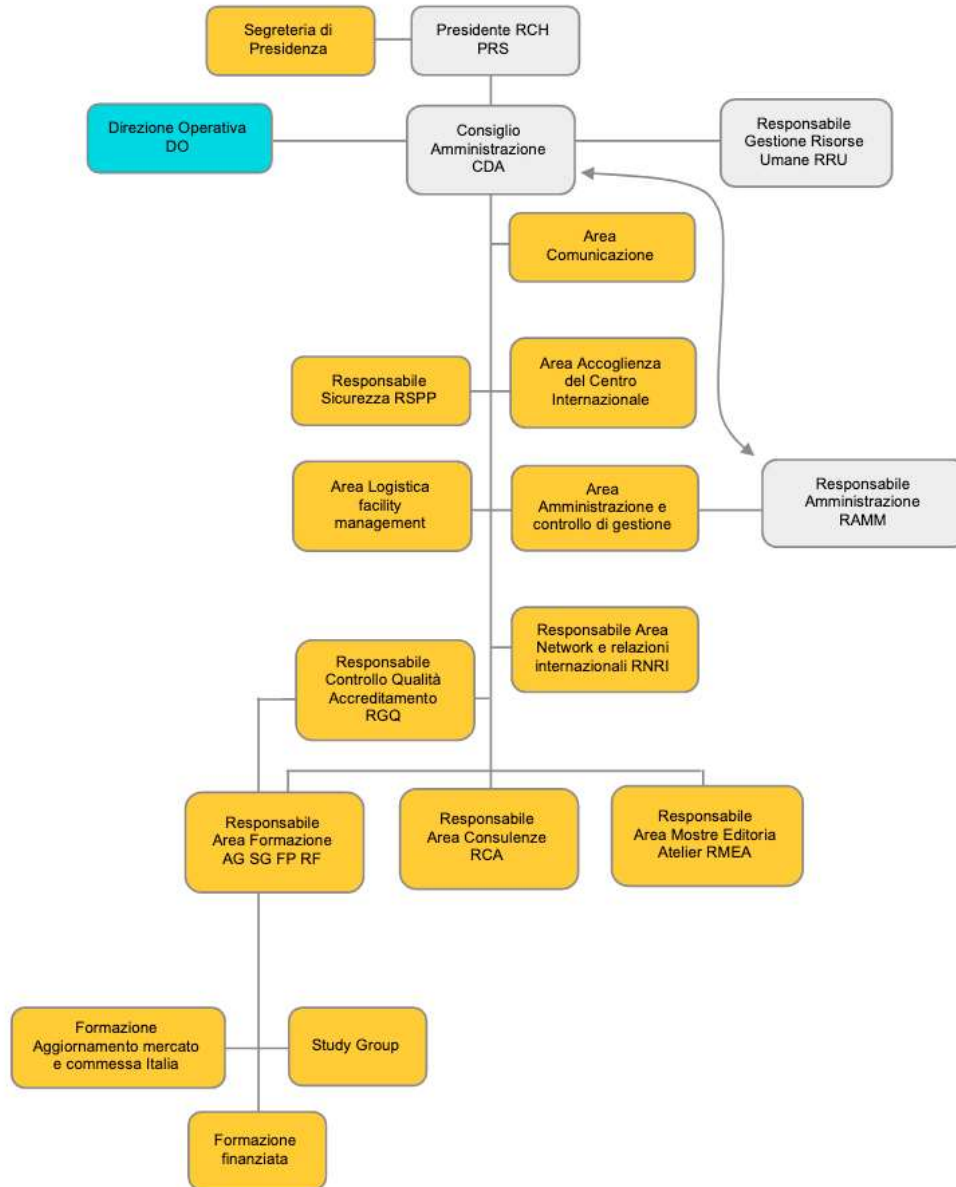 Segreteria di
Presidenza
Presidente RCH
PRS
Direzione Operativa
DO
Consiglio
Amministrazione
CDA
Responsabile
Gestione Risorse
Umane RRU
Area
Comunicazione
Responsabile
Sicurezza RSPP
Area Accoglienza
del Centro
Internazionale
Area Logistica
facility
management
Area
Amministrazione e
controllo di gestione
Responsabile
Amministrazione
RAMM
Responsabile
Controllo Qualità
Accreditamento
RGQ
Responsabile Area
Network e relazioni
internazionali RNRI
Responsabile
Area Formazione
AG SG FP RF
Responsabile
Area Consulenze
RCA
Responsabile
Area Mostre Editoria
Atelier RMEA
Formazione
Aggiornamento mercato
e commessa Italia
Study Group
Formazione
finanziata